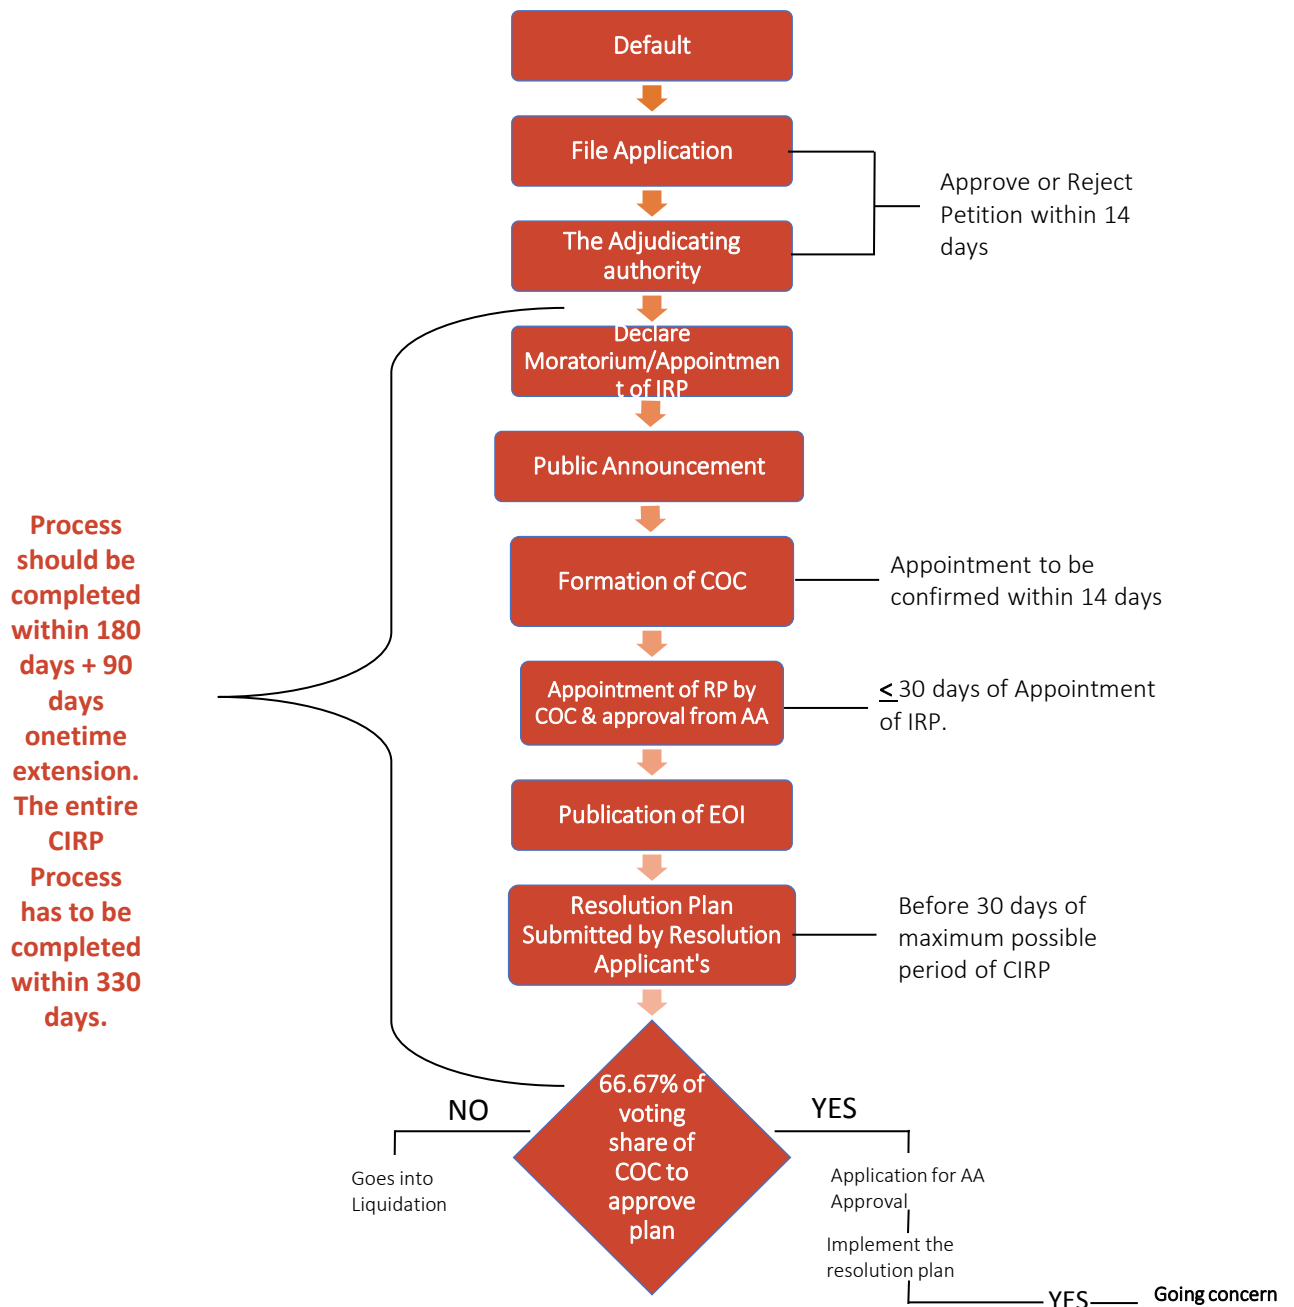 Default
File Application
Approve or Reject
Petition within 14
days
The Adjudicating
authority
Declare
Moratorium/Appointmen
t of IRP
Public Announcement
Process
should be
completed
within 180
days + 90
days
onetime
extension.
The entire
CIRP
Process
has to be
completed
within 330
days.
Formation of COC
Appointment to be
confirmed within 14 days
Appointment of RP by
COC & approval from AA
< 30 days of Appointment
of IRP.
Publication of EOI
Resolution Plan
Submitted by Resolution
Applicant's
Before 30 days of
maximum possible
period of CIRP
66.67% of
voting
share of
COC to
approve
plan
NO
Goes into
Liquidation
YES
Application for AA
Approval
Implement the
resolution plan
YES
Going concern